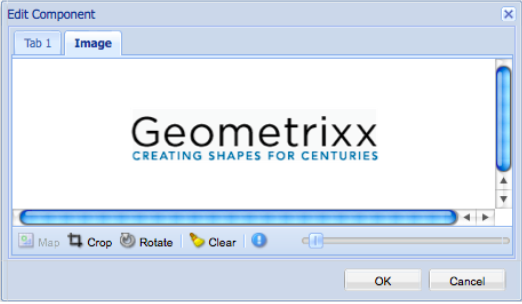 Edit Component
Tab 1 Image
Geometrixx
CREATING SHAPES FOR CENTURIES
Map Crop Rotate Clear
OK Cancel